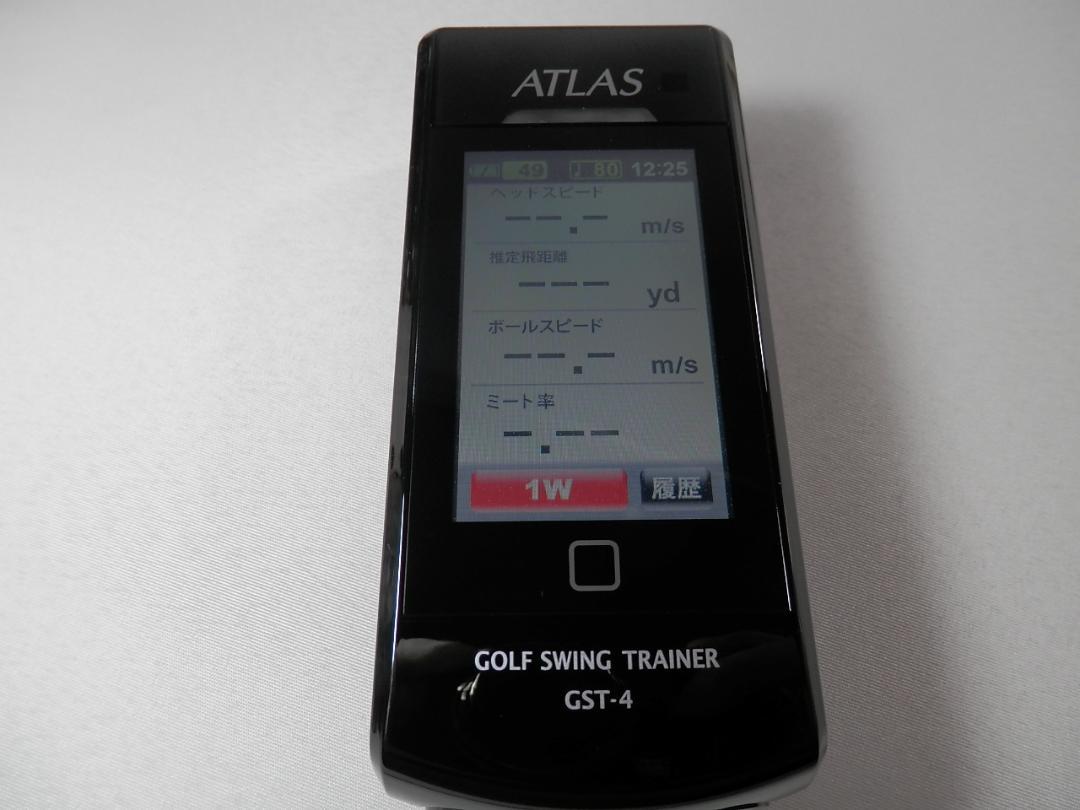 ATLAS
49 ♩80 12:25
ヘッドスピード
--.- m/s
推定飛距離
--- yd
ボールスピード
--.- m/s
ミート率
-.--
1W 履歴
GOLF SWING TRAINER
GST-4